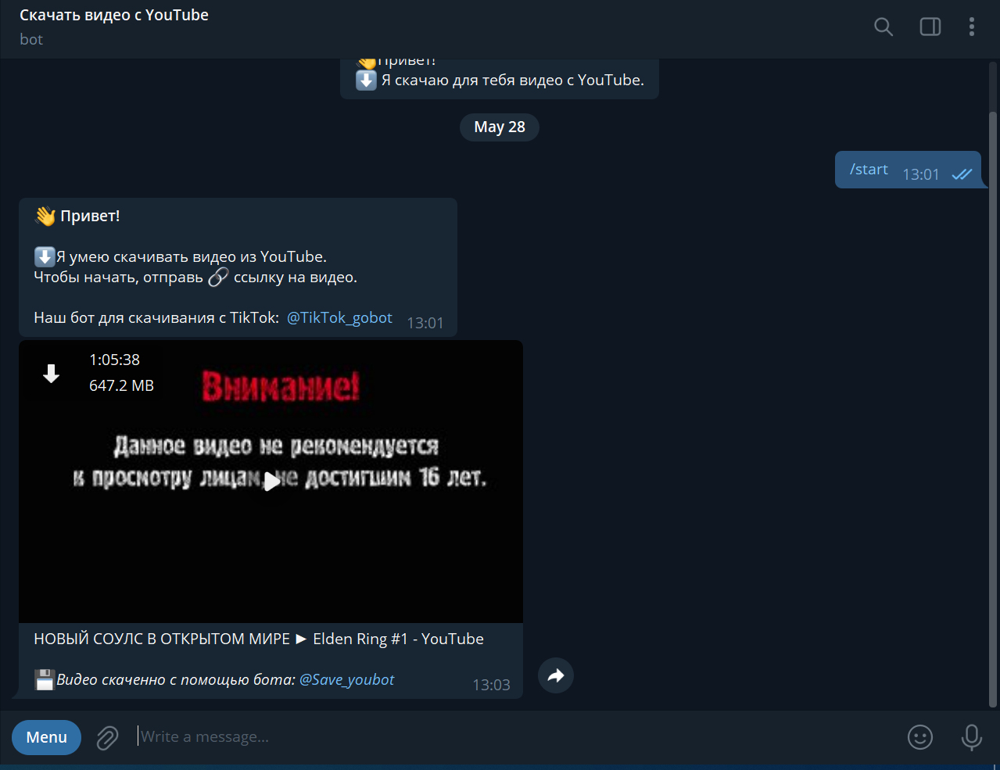 Скачать видео с YouTube
bot
👋Привет!
⬇️ Я скачаю для тебя видео с YouTube.
May 28
/start 13:01
👋 Привет!
⬇️Я умею скачивать видео из YouTube.
Чтобы начать, отправь 🔗 ссылку на видео.
Наш бот для скачивания с TikTok: @TikTok_gobot 13:01
1:05:38
647.2 MB
Внимание!
Данное видео не рекомендуется
к просмотру лицам, не достигшим 16 лет.
НОВЫЙ СОУЛС В ОТКРЫТОМ МИРЕ ► Elden Ring #1 - YouTube
💾Видео скаченно с помощью бота: @Save_youbot 13:03
Menu
Write a message...